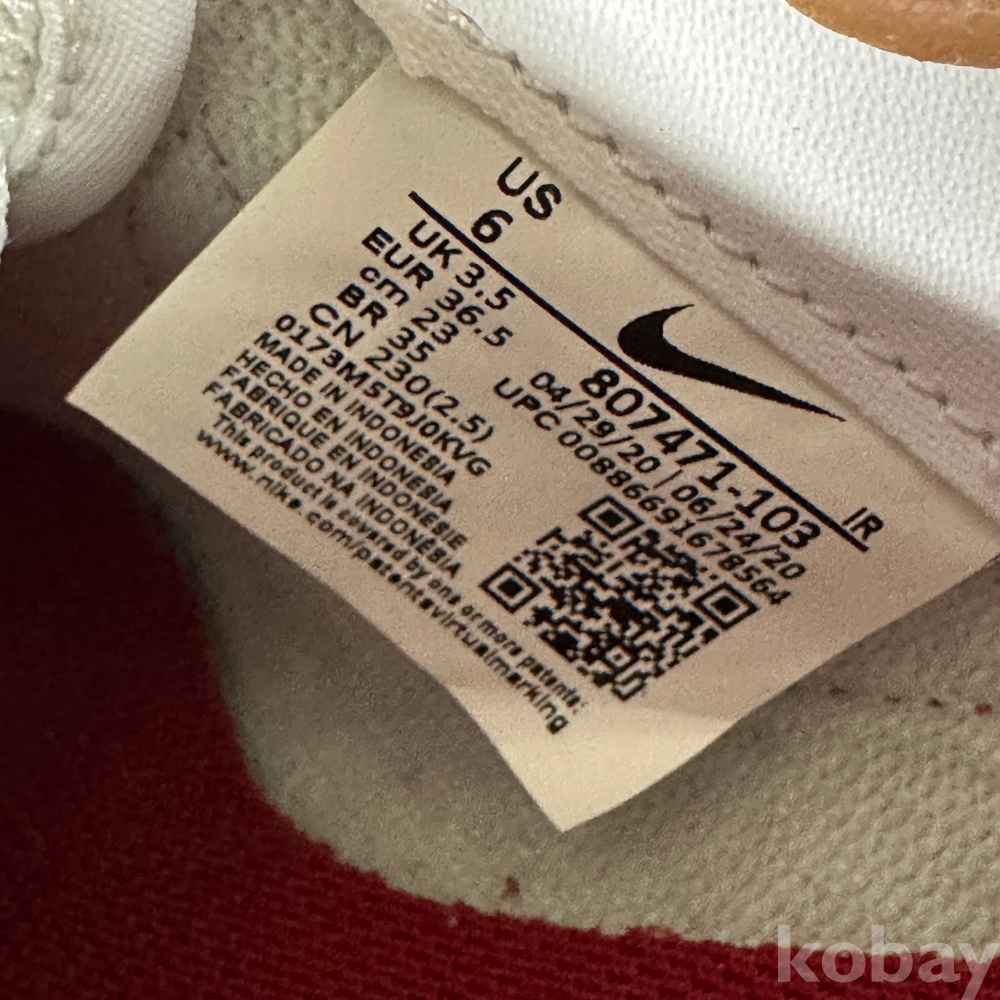 US
6
UK 3.5
EUR 36.5
cm 23
BR 35
CN 230(2.5)
0173M5T9J0KVG
MADE IN INDONESIA
HECHO EN INDONESIA
FABRIQUE EN INDONESIE
FABRICADO NA INDONÉSIA
This product is covered by one or more patents:
www.nike.com/patentsvirtualmarking
IR
807471-103
04/29/20 | 06/24/20
UPC 00886691678564
kobay